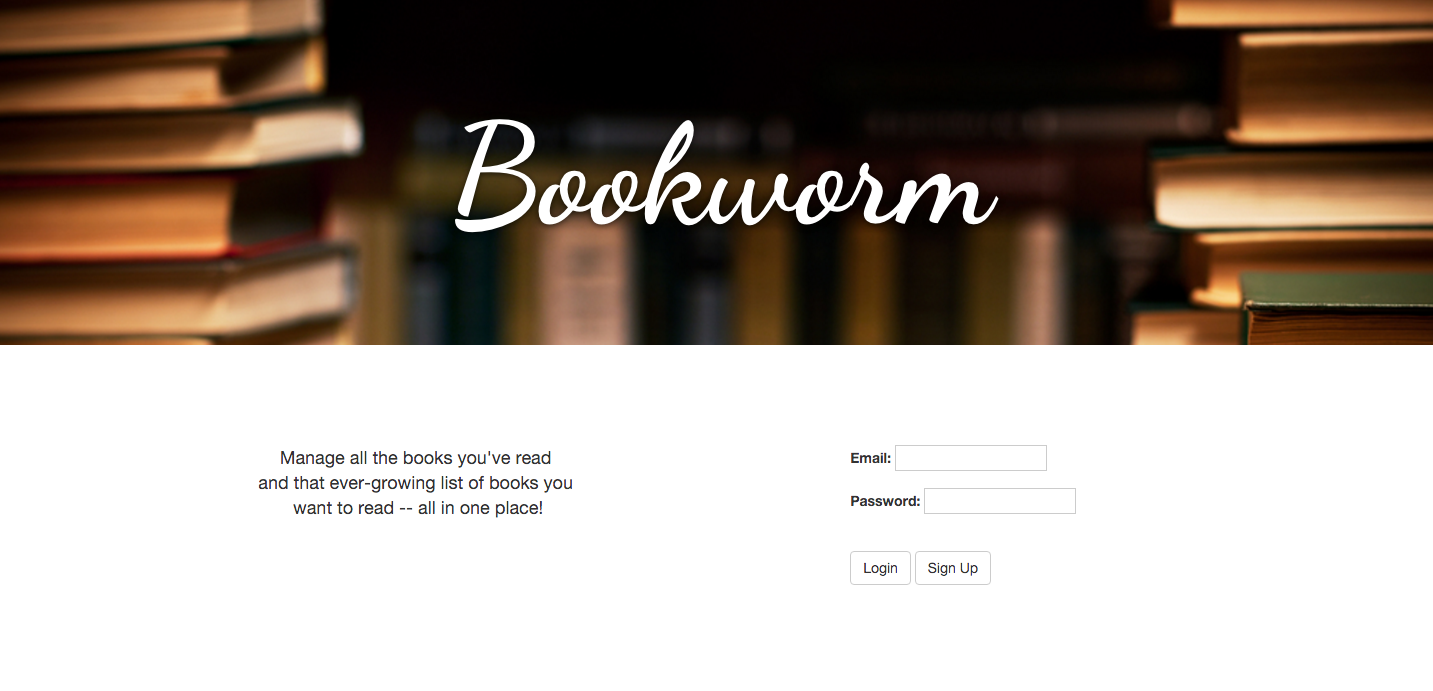 Bookworm
Manage all the books you've read
and that ever-growing list of books you
want to read -- all in one place!
Email:
Password:
Login
Sign Up